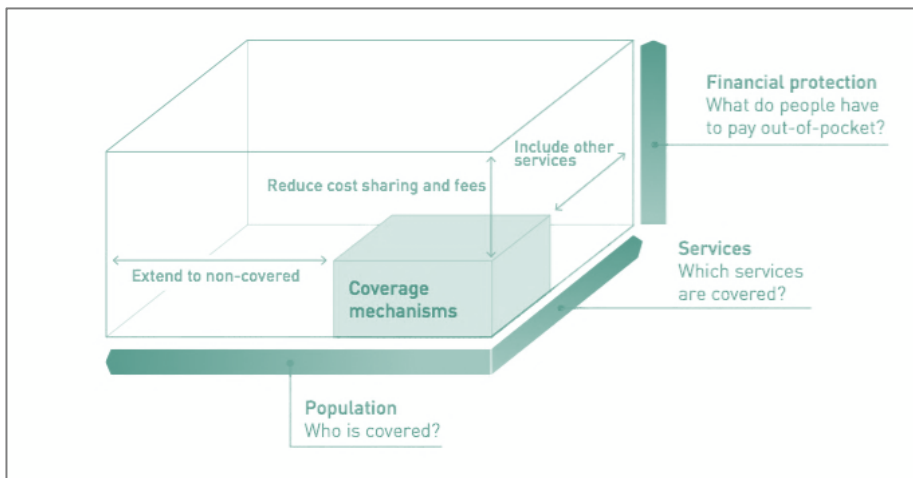 Financial protection
What do people have
to pay out-of-pocket?
Include other
services
Reduce cost sharing and fees
Services
Which services
are covered?
Extend to non-covered
Coverage
mechanisms
Population
Who is covered?